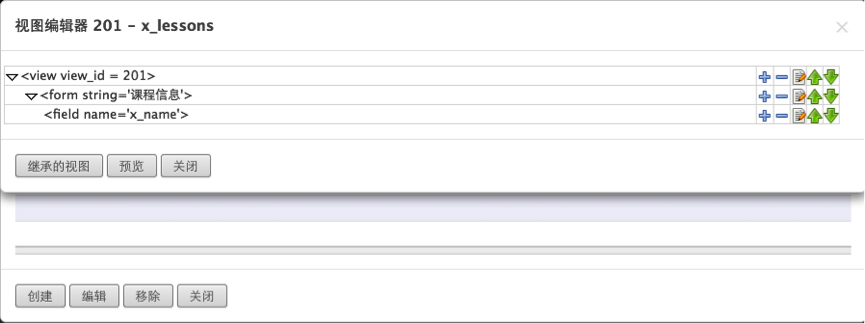 视图编辑器 201 - x_lessons
<view view_id = 201>
<form string='课程信息'>
<field name='x_name'>
继承的视图 预览 关闭
创建 编辑 移除 关闭